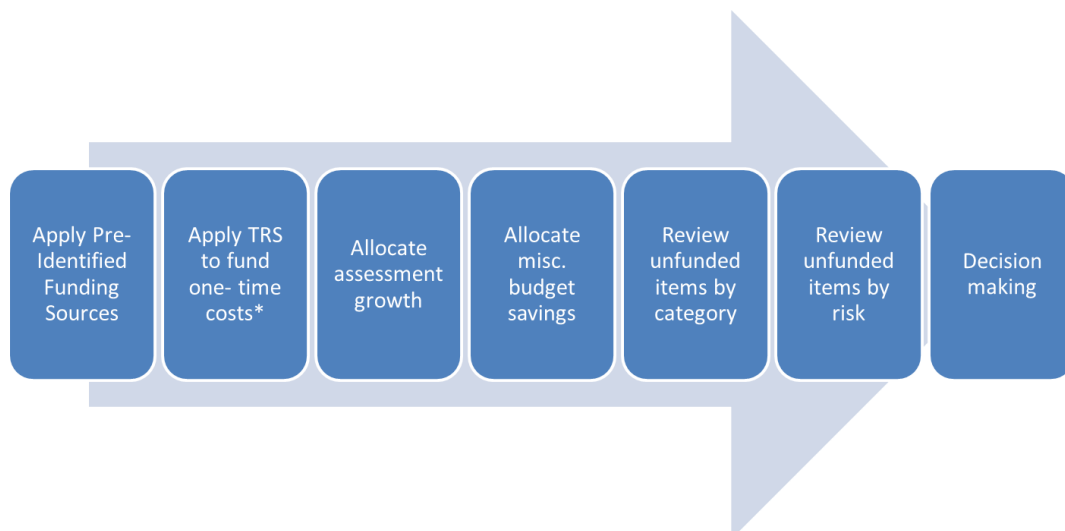 Apply Pre-
Identified
Funding
Sources
Apply TRS
to fund
one- time
costs*
Allocate
assessment
growth
Allocate
misc.
budget
savings
Review
unfunded
items by
category
Review
unfunded
items by
risk
Decision
making